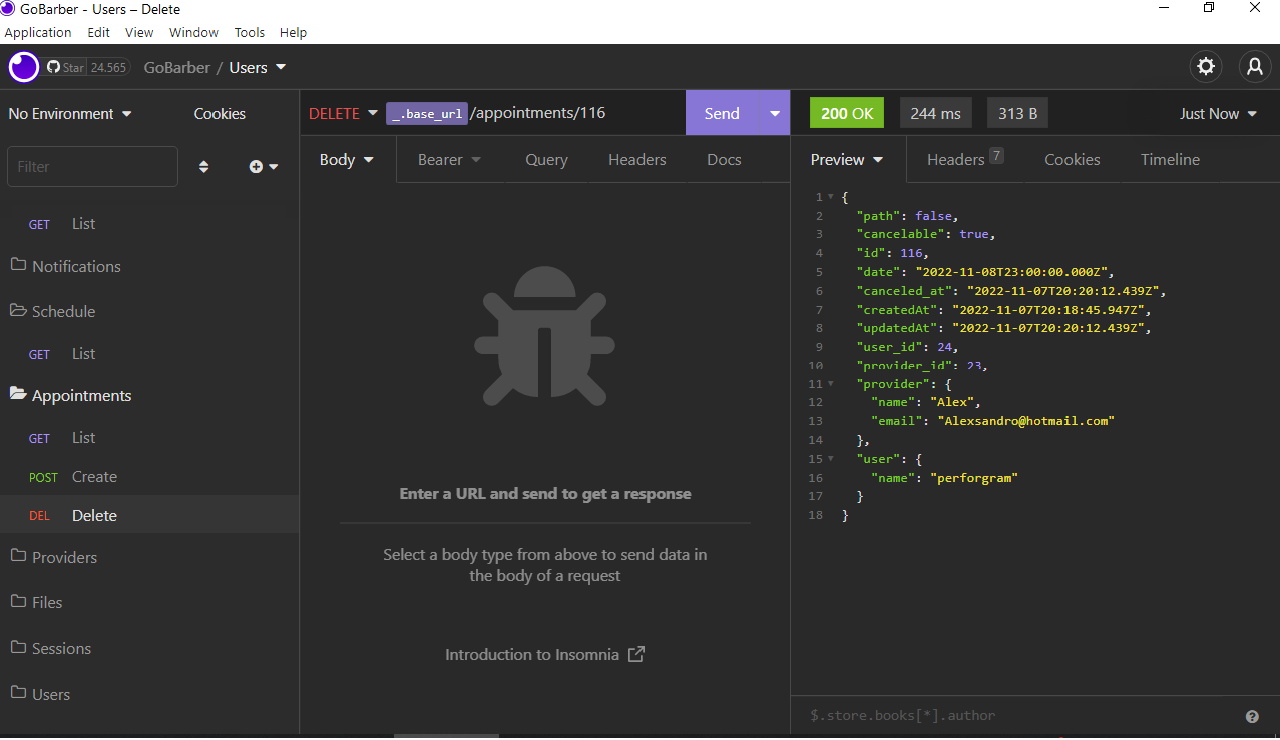 GoBarber - Users – Delete
Application Edit View Window Tools Help
Star 24.565 GoBarber / Users
No Environment Cookies
Filter
GET List
Notifications
Schedule
GET List
Appointments
GET List
POST Create
DEL Delete
Providers
Files
Sessions
Users
DELETE _.base_url /appointments/116 Send
Body Bearer Query Headers Docs
Enter a URL and send to get a response
Select a body type from above to send data in
the body of a request
Introduction to Insomnia
200 OK 244 ms 313 B Just Now
Preview Headers 7 Cookies Timeline
1 {
2 "path": false,
3 "cancelable": true,
4 "id": 116,
5 "date": "2022-11-08T23:00:00.000Z",
6 "canceled_at": "2022-11-07T20:20:12.439Z",
7 "createdAt": "2022-11-07T20:18:45.947Z",
8 "updatedAt": "2022-11-07T20:20:12.439Z",
9 "user_id": 24,
10 "provider_id": 23,
11 "provider": {
12 "name": "Alex",
13 "email": "Alexsandro@hotmail.com"
14 },
15 "user": {
16 "name": "perforgram"
17 }
18 }
$.store.books[*].author